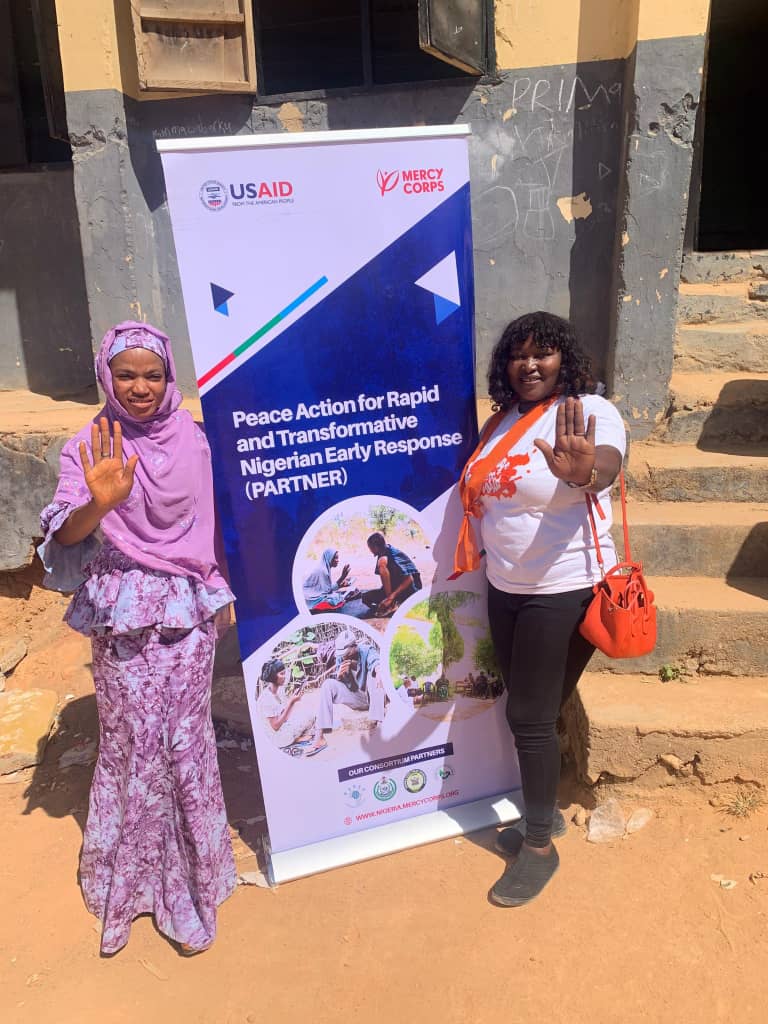 PRIMA
USAID
FROM THE AMERICAN PEOPLE
MERCY
CORPS
Peace Action for Rapid
and Transformative
Nigerian Early Response
(PARTNER)
OUR CONSORTIUM PARTNERS
WWW.NIGERIA.MERCYCORPS.ORG